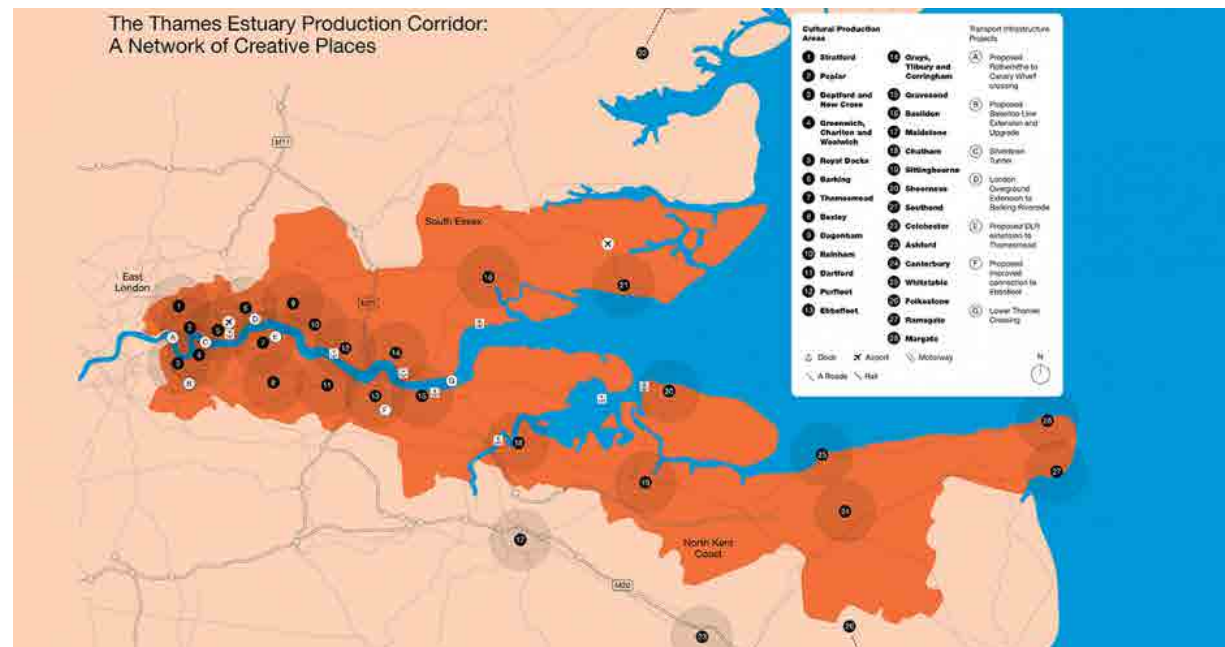 The Thames Estuary Production Corridor:
A Network of Creative Places
Cultural Production
Areas
1 Stratford
2 Poplar
3 Deptford and
New Cross
4 Greenwich,
Charlton and
Woolwich
5 Royal Docks
6 Barking
7 Thamesmead
8 Bexley
9 Dagenham
10 Rainham
11 Dartford
12 Purfleet
13 Ebbsfleet
14 Grays,
Tilbury and
Corringham
15 Gravesend
16 Basildon
17 Maidstone
18 Chatham
19 Sittingbourne
20 Sheerness
21 Southend
22 Colchester
23 Ashford
24 Canterbury
25 Whitstable
26 Folkestone
27 Ramsgate
28 Margate
Transport Infrastructure
Projects
A Proposed
Rotherhithe to
Canary Wharf
crossing
B Proposed
Bakerloo Line
Extension and
Upgrade
C Silvertown
Tunnel
D London
Overground
Extension to
Barking Riverside
E Proposed DLR
extension to
Thamesmead
F Proposed
improved
connection to
Ebbsfleet
G Lower Thames
Crossing
Dock
Airport
Motorway
A Roads
Rail
N
M11
South Essex
East
London
North Kent
Coast
M20